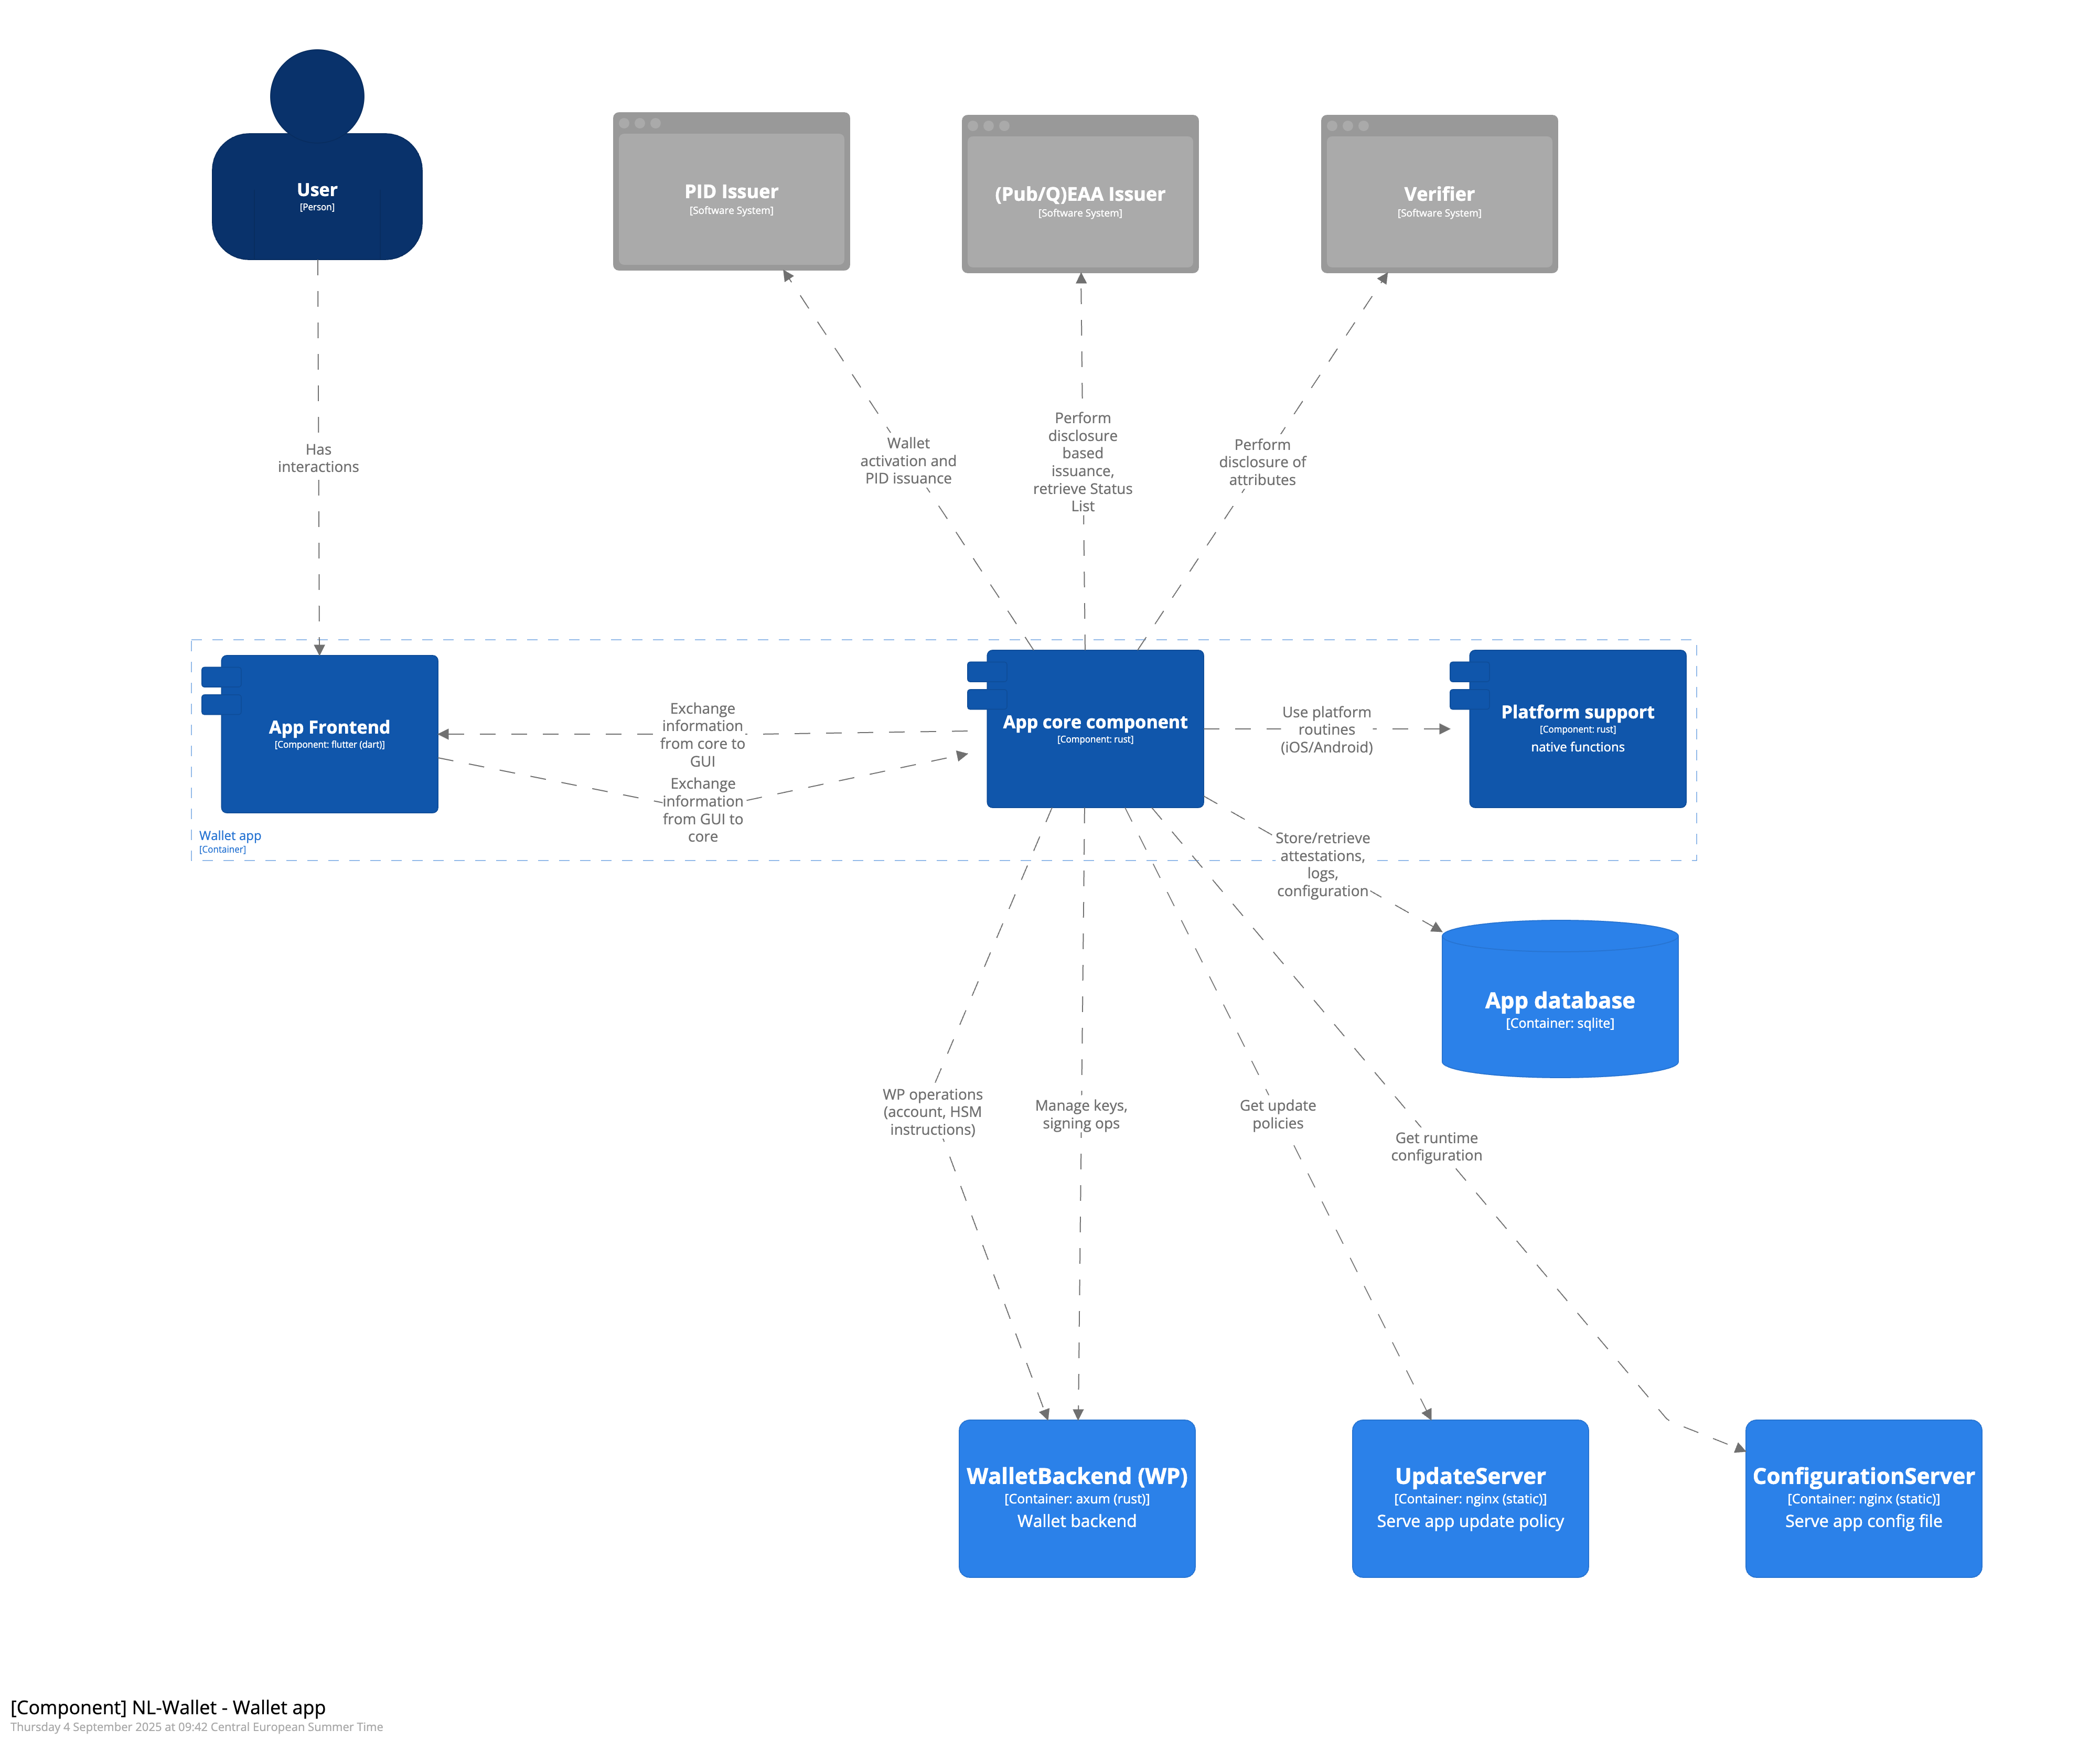 User
[Person]
PID Issuer
[Software System]
(Pub/Q)EAA Issuer
[Software System]
Verifier
[Software System]
Has
interactions
Wallet
activation and
PID issuance
Perform
disclosure
based
issuance,
retrieve Status
List
Perform
disclosure of
attributes
App Frontend
[Component: flutter (dart)]
Exchange
information
from core to
GUI
Exchange
information
from GUI to
core
App core component
[Component: rust]
Use platform
routines
(iOS/Android)
Platform support
[Component: rust]
native functions
Wallet app
[Container]
Store/retrieve
attestations,
logs,
configuration
App database
[Container: sqlite]
WP operations
(account, HSM
instructions)
Manage keys,
signing ops
Get update
policies
Get runtime
configuration
WalletBackend (WP)
[Container: axum (rust)]
Wallet backend
UpdateServer
[Container: nginx (static)]
Serve app update policy
ConfigurationServer
[Container: nginx (static)]
Serve app config file
[Component] NL-Wallet - Wallet app
Thursday 4 September 2025 at 09:42 Central European Summer Time